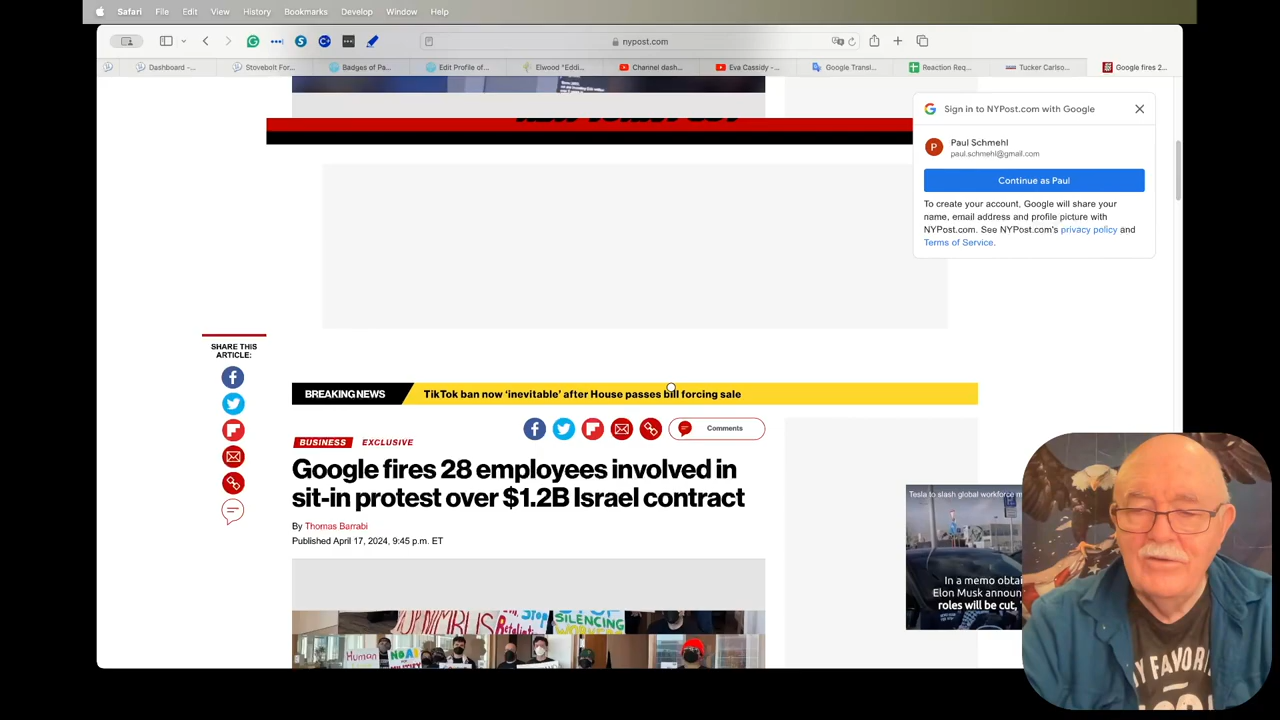 Safari File Edit View History Bookmarks Develop Window Help
nypost.com
Dashboard -... Stovebolt For... Badges of Pa... Edit Profile of... Elwood "Eddi... Channel dash... Eva Cassidy -... Google Transl... Reaction Req... Tucker Carlso... Google fires 2...
Sign in to NYPost.com with Google
P
Paul Schmehl
paul.schmehl@gmail.com
Continue as Paul
To create your account, Google will share your
name, email address and profile picture with
NYPost.com. See NYPost.com's privacy policy and
Terms of Service.
SHARE THIS
ARTICLE:
BREAKING NEWS TikTok ban now ‘inevitable’ after House passes bill forcing sale
Comments
BUSINESS EXCLUSIVE
Google fires 28 employees involved in
sit-in protest over $1.2B Israel contract
By Thomas Barrabi
Published April 17, 2024, 9:45 p.m. ET
Tesla to slash global workforce
In a memo obtai
Elon Musk announ
roles will be cut,
STOP
SILENCING
Human
MY FAVORI